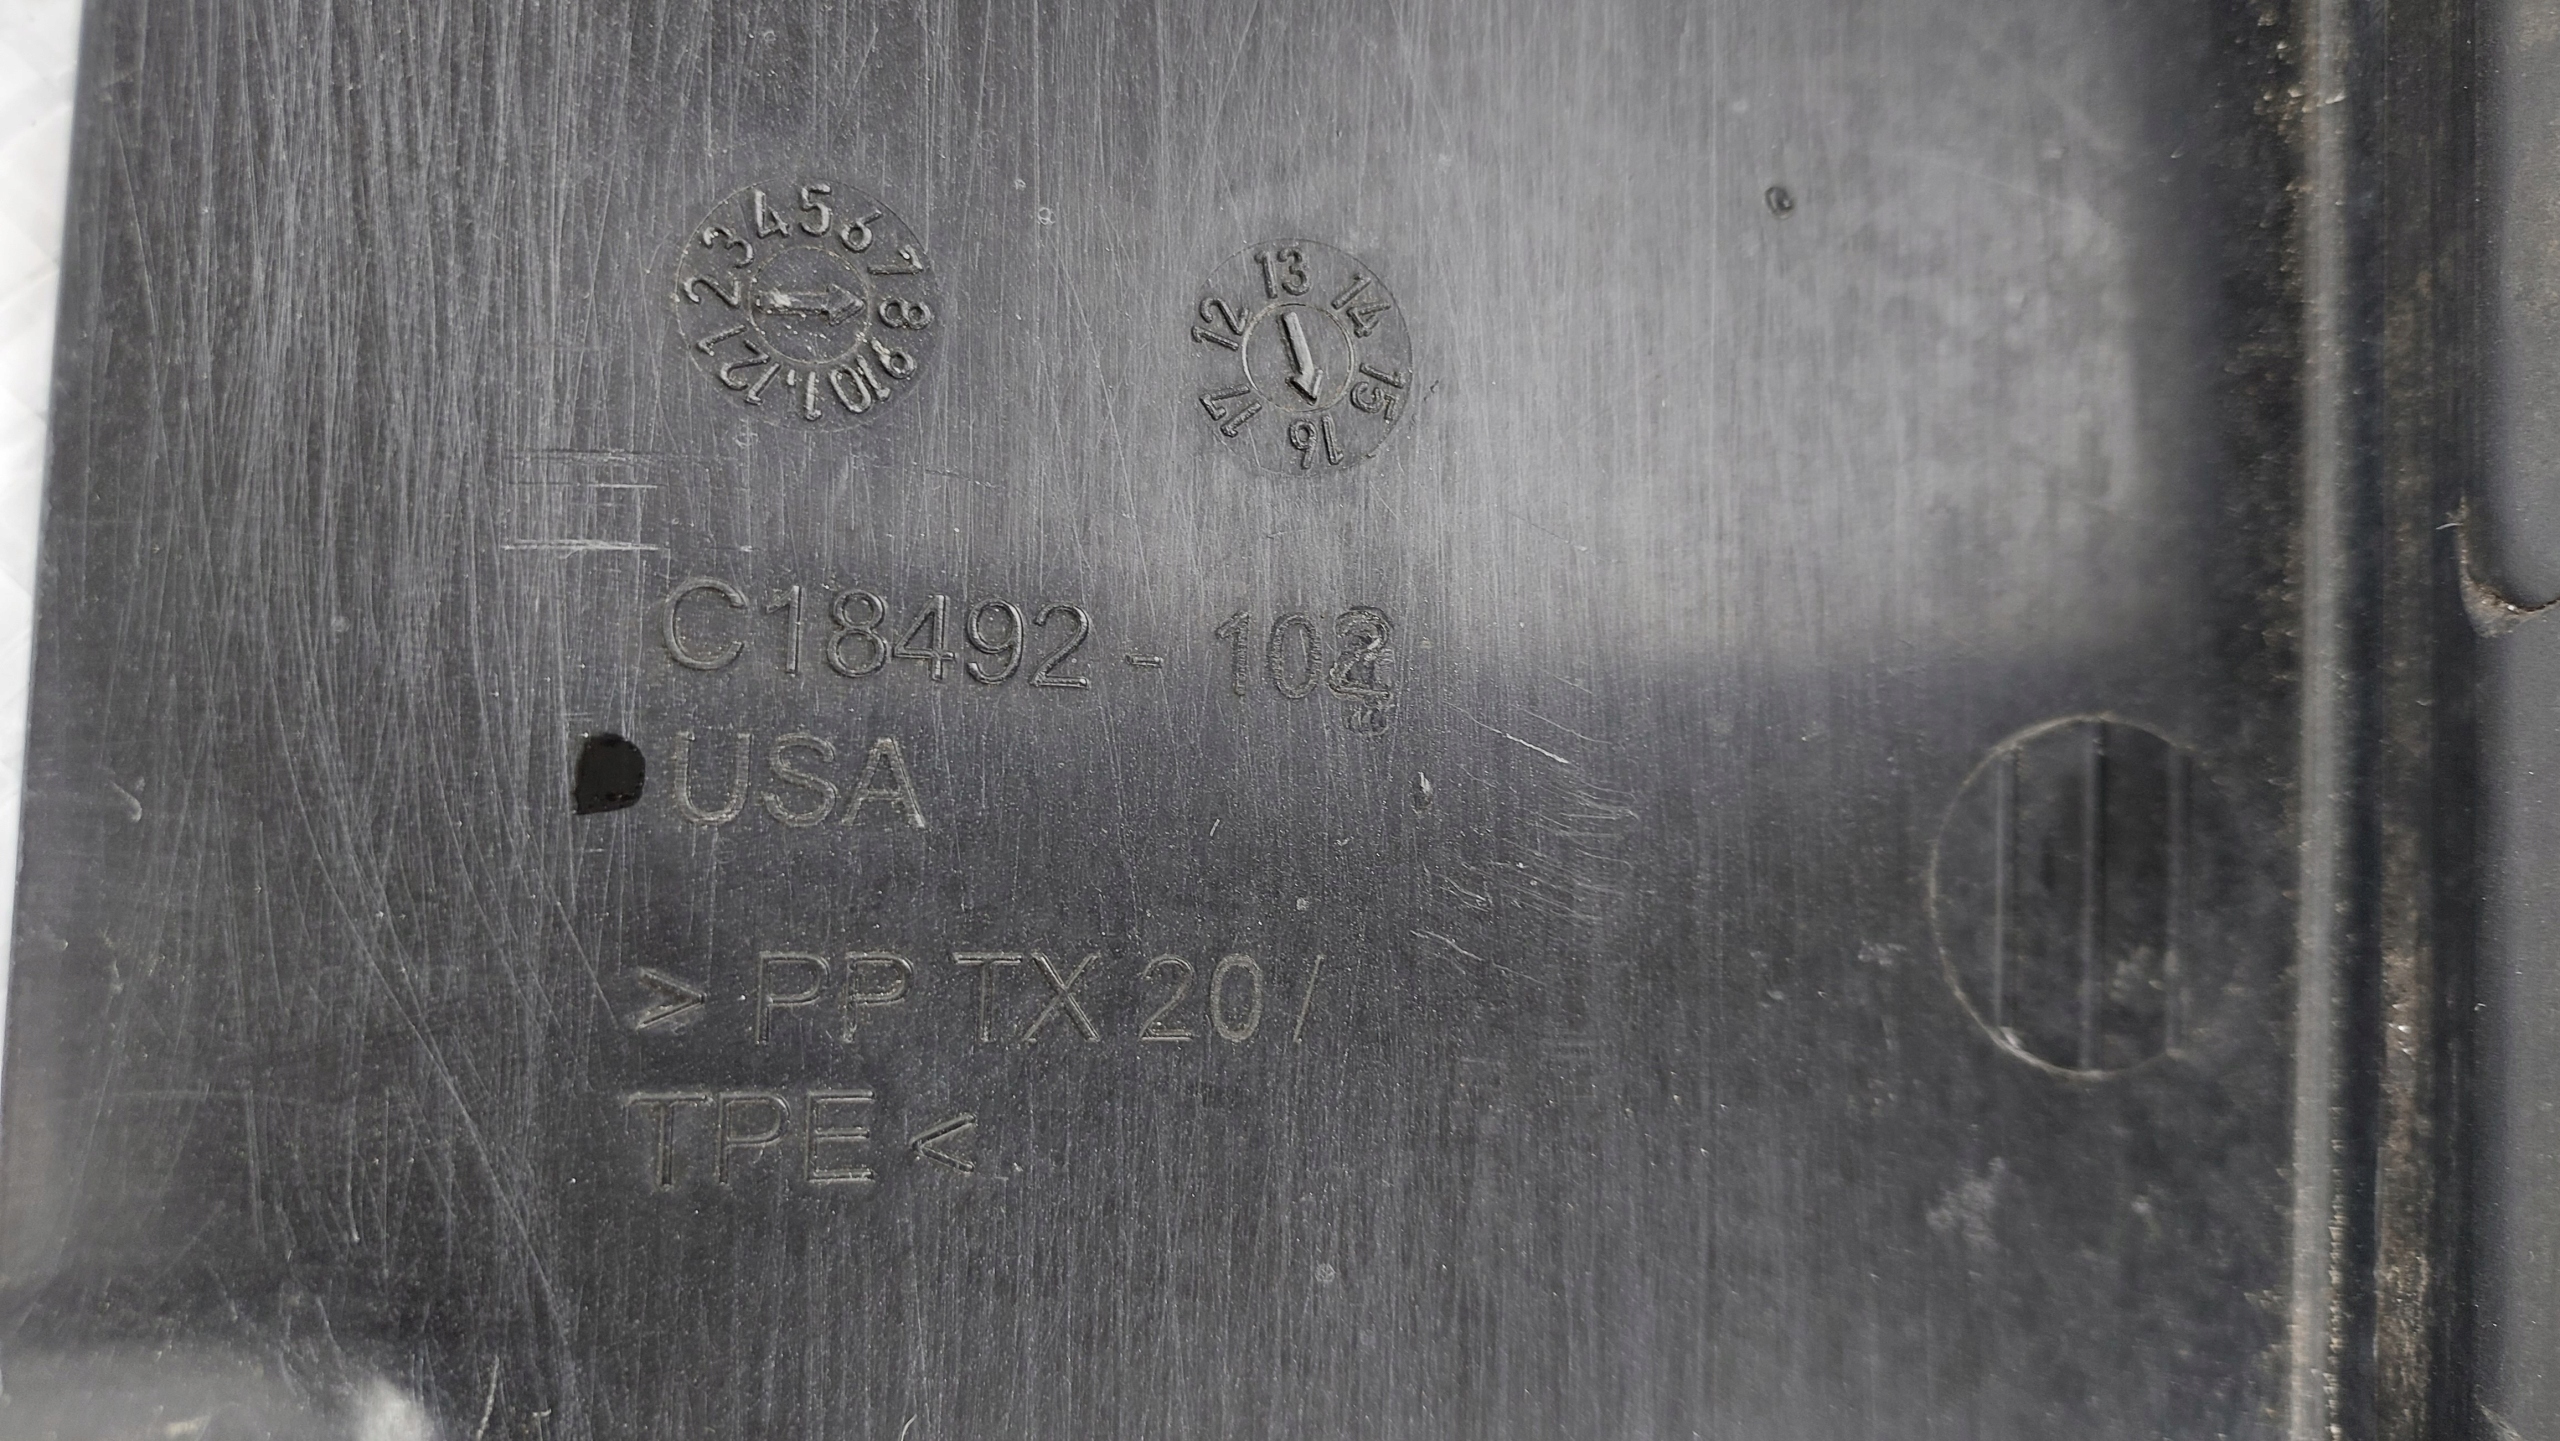 1 2 3 4 5 6 7 8 9 10 11 12
12 13 14 15 16 17
C18492 - 102
USA
> PP TX 20 /
TPE <